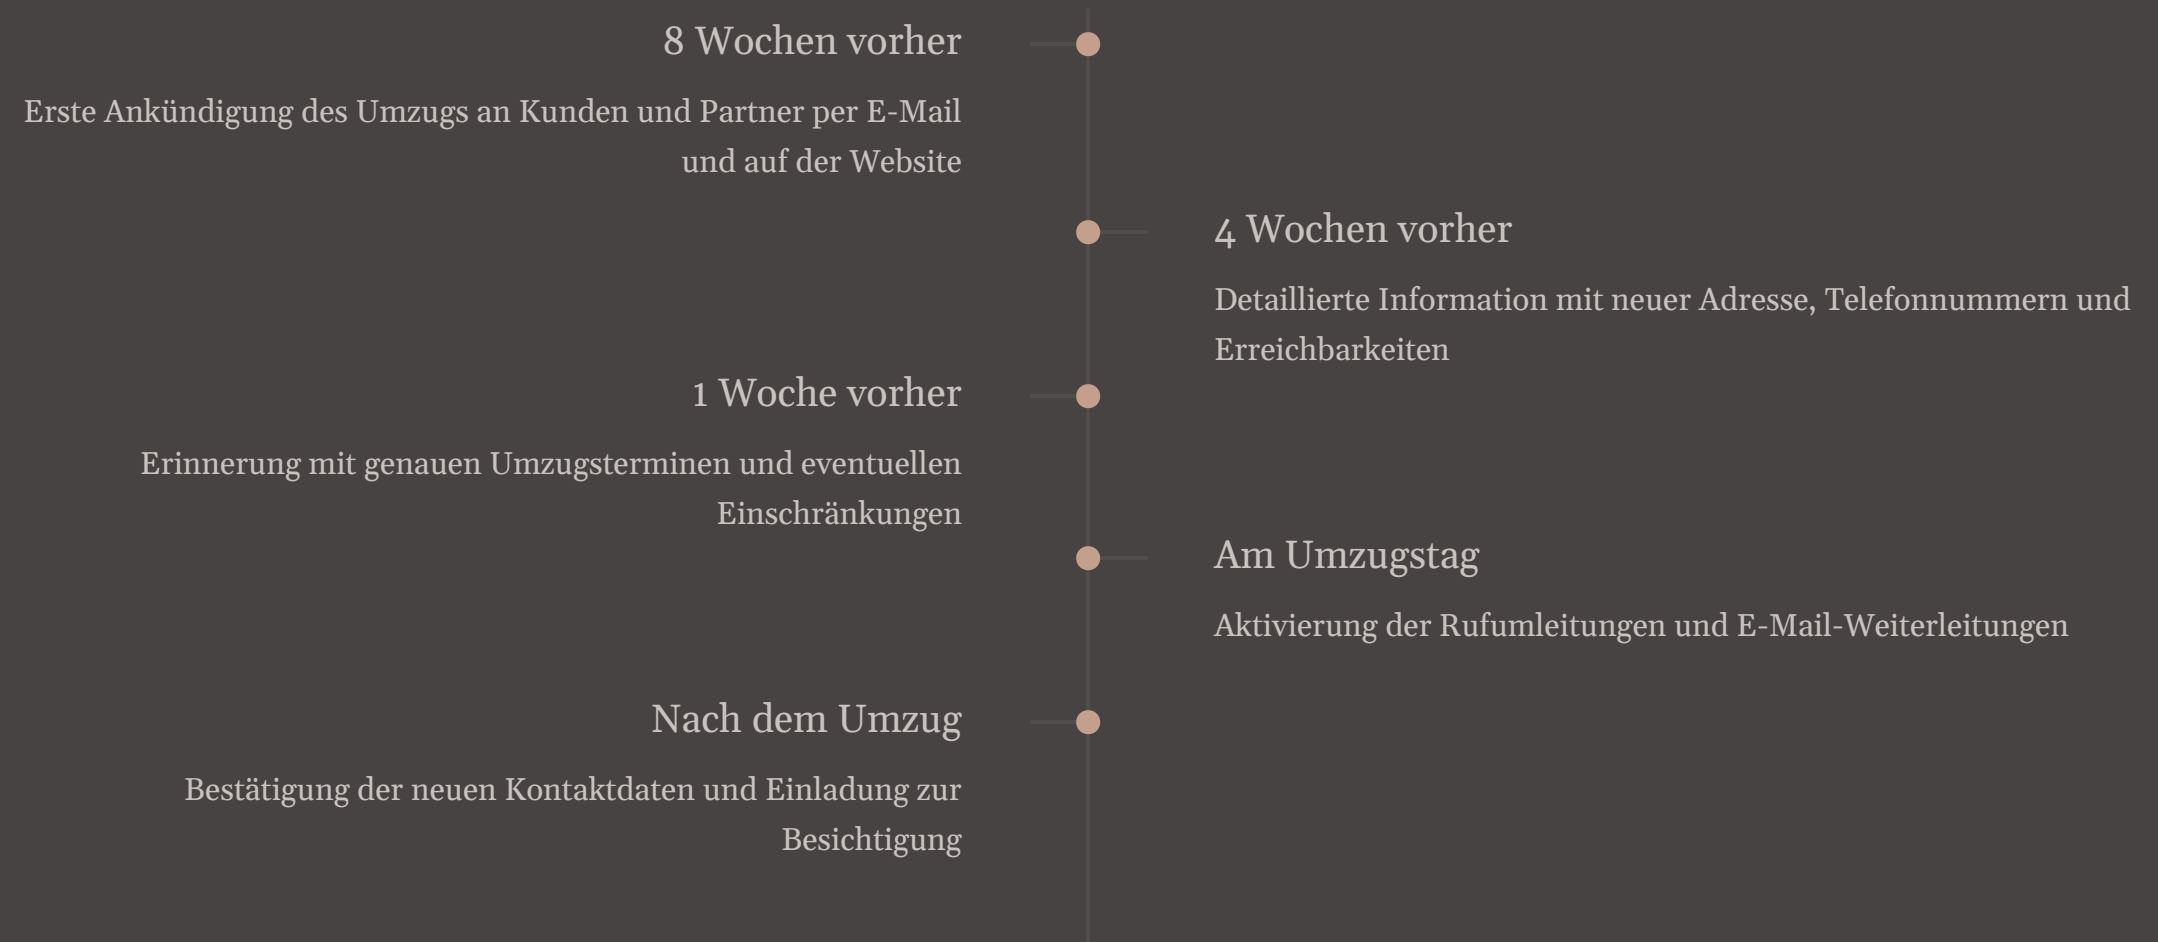 8 Wochen vorher
Erste Ankündigung des Umzugs an Kunden und Partner per E-Mail
und auf der Website
4 Wochen vorher
Detaillierte Information mit neuer Adresse, Telefonnummern und
Erreichbarkeiten
1 Woche vorher
Erinnerung mit genauen Umzugsterminen und eventuellen
Einschränkungen
Am Umzugstag
Aktivierung der Rufumleitungen und E-Mail-Weiterleitungen
Nach dem Umzug
Bestätigung der neuen Kontaktdaten und Einladung zur
Besichtigung